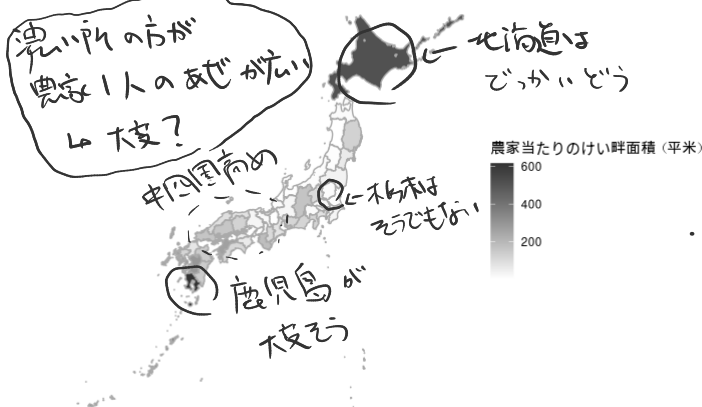 濃い所の方が
農家1人のあぜが広い
↳大変?
北海道は
でっかいどう
農家当たりのけい畔面積（平米）
600
400
200
中四国高め
栃木は
そうでもない
鹿児島が
大変そう